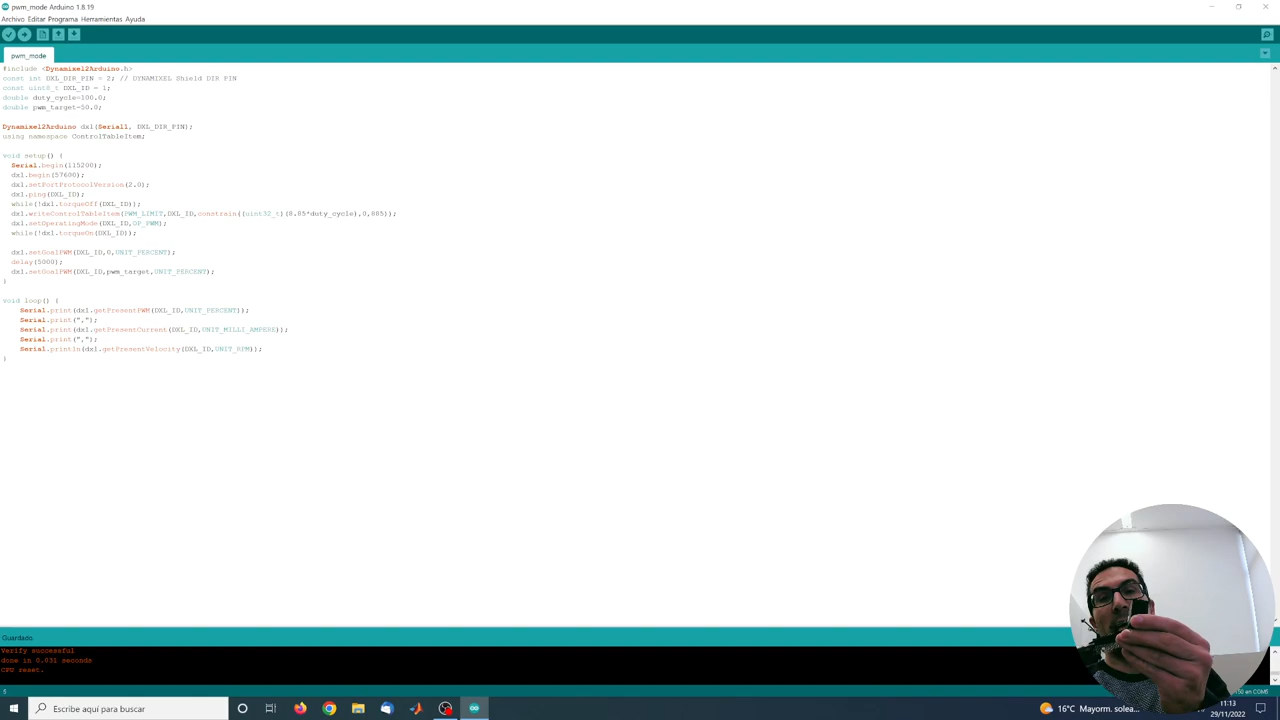 pwm_mode Arduino 1.8.19
Archivo Editar Programa Herramientas Ayuda
pwm_mode
#include <Dynamixel2Arduino.h>
const int DXL_DIR_PIN = 2; // DYNAMIXEL Shield DIR PIN
const uint8_t DXL_ID = 1;
double duty_cycle=100.0;
double pwm_target=50.0;
Dynamixel2Arduino dxl(Serial1, DXL_DIR_PIN);
using namespace ControlTableItem;
void setup() {
Serial.begin(115200);
dxl.begin(57600);
dxl.setPortProtocolVersion(2.0);
dxl.ping(DXL_ID);
while(!dxl.torqueOff(DXL_ID));
dxl.writeControlTableItem(PWM_LIMIT,DXL_ID,constrain((uint32_t)(8.85*duty_cycle),0,885));
dxl.setOperatingMode(DXL_ID,OP_PWM);
while(!dxl.torqueOn(DXL_ID));
dxl.setGoalPWM(DXL_ID,0,UNIT_PERCENT);
delay(5000);
dxl.setGoalPWM(DXL_ID,pwm_target,UNIT_PERCENT);
}
void loop() {
Serial.print(dxl.getPresentPWM(DXL_ID,UNIT_PERCENT));
Serial.print(",");
Serial.print(dxl.getPresentCurrent(DXL_ID,UNIT_MILLI_AMPERE));
Serial.print(",");
Serial.println(dxl.getPresentVelocity(DXL_ID,UNIT_RPM));
}
Guardado
Verify successful
done in 0.031 seconds
CPU reset.
5
en COM6
Escribe aquí para buscar
16°C Mayorm. solea...
11:13
29/11/2022